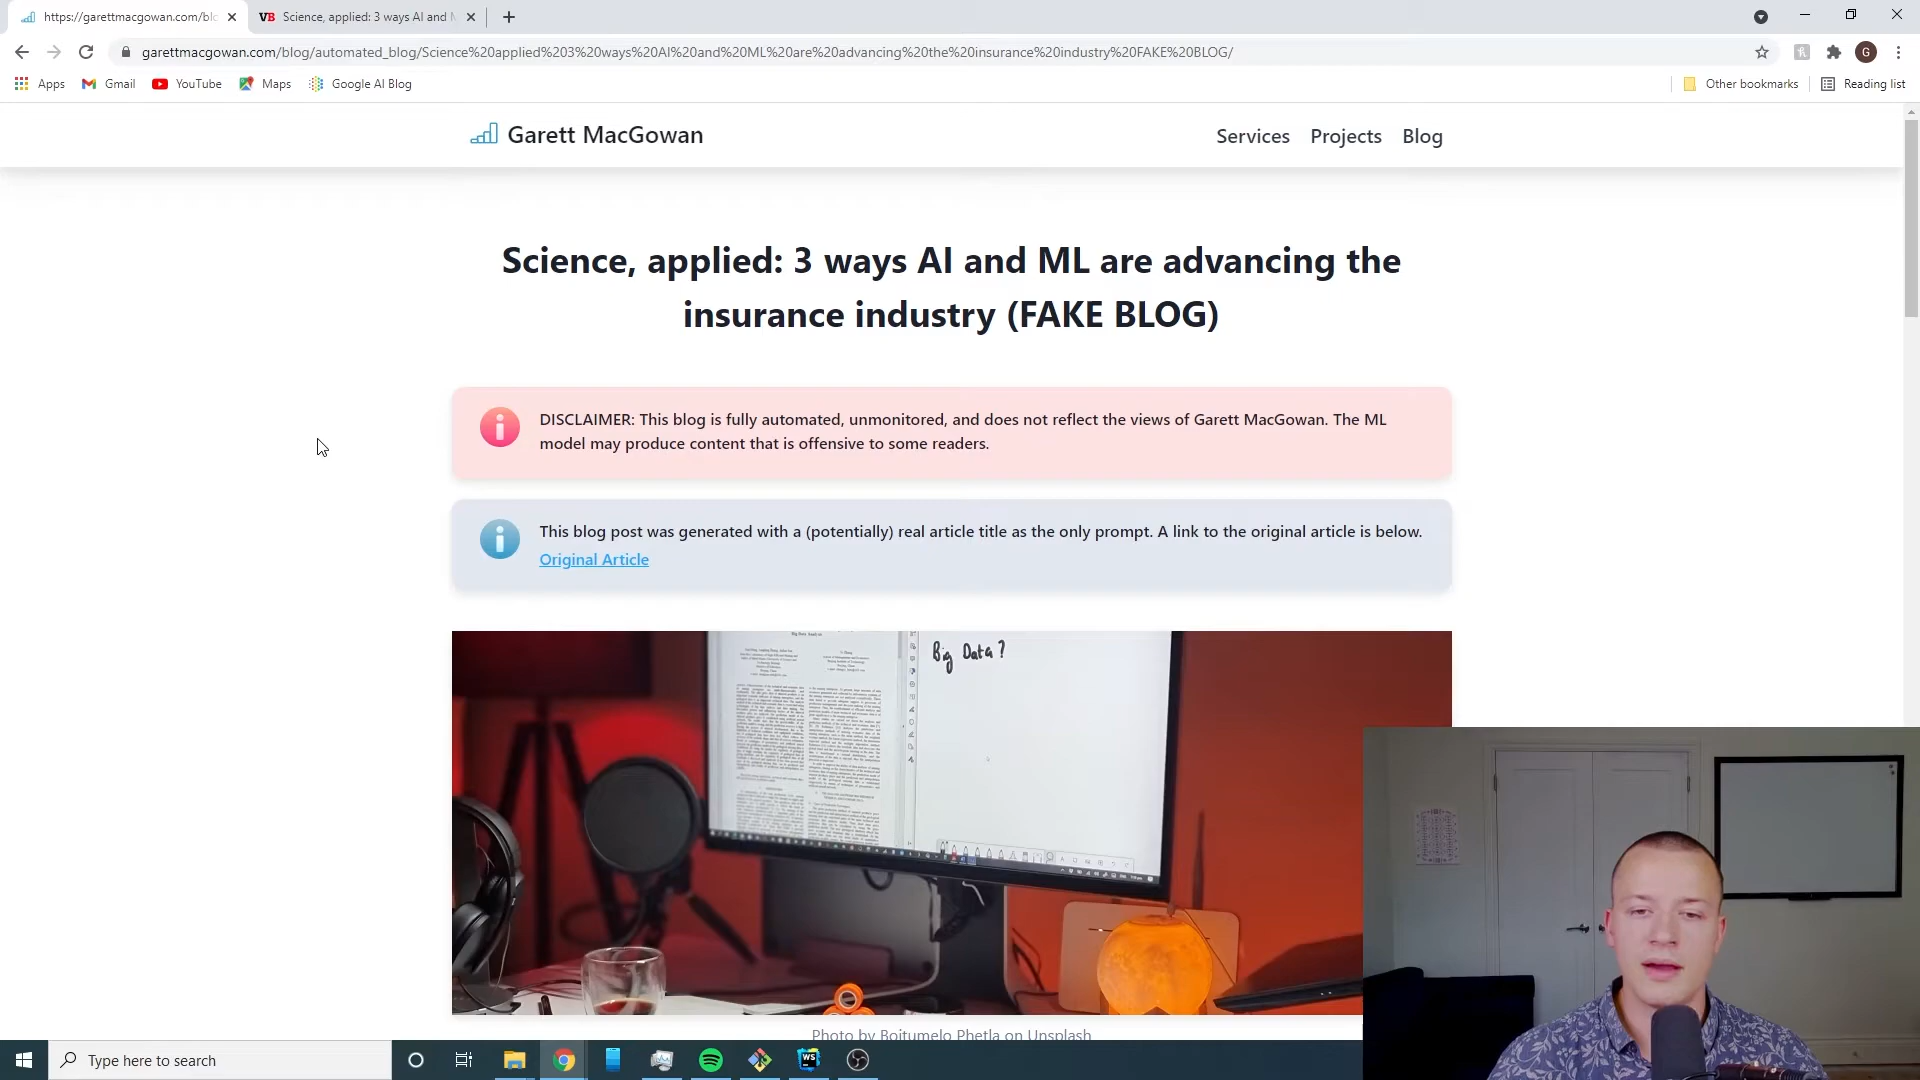 https://garettmacgowan.com/blo
VB Science, applied: 3 ways AI and M
garettmacgowan.com/blog/automated_blog/Science%20applied%203%20ways%20AI%20and%20ML%20are%20advancing%20the%20insurance%20industry%20FAKE%20BLOG/
G
Apps Gmail YouTube Maps Google AI Blog Other bookmarks Reading list
Garett MacGowan Services Projects Blog
Science, applied: 3 ways AI and ML are advancing the
insurance industry (FAKE BLOG)
DISCLAIMER: This blog is fully automated, unmonitored, and does not reflect the views of Garett MacGowan. The ML
model may produce content that is offensive to some readers.
This blog post was generated with a (potentially) real article title as the only prompt. A link to the original article is below.
Original Article
Big Data?
Photo by Boitumelo Phetla on Unsplash
Type here to search
WS